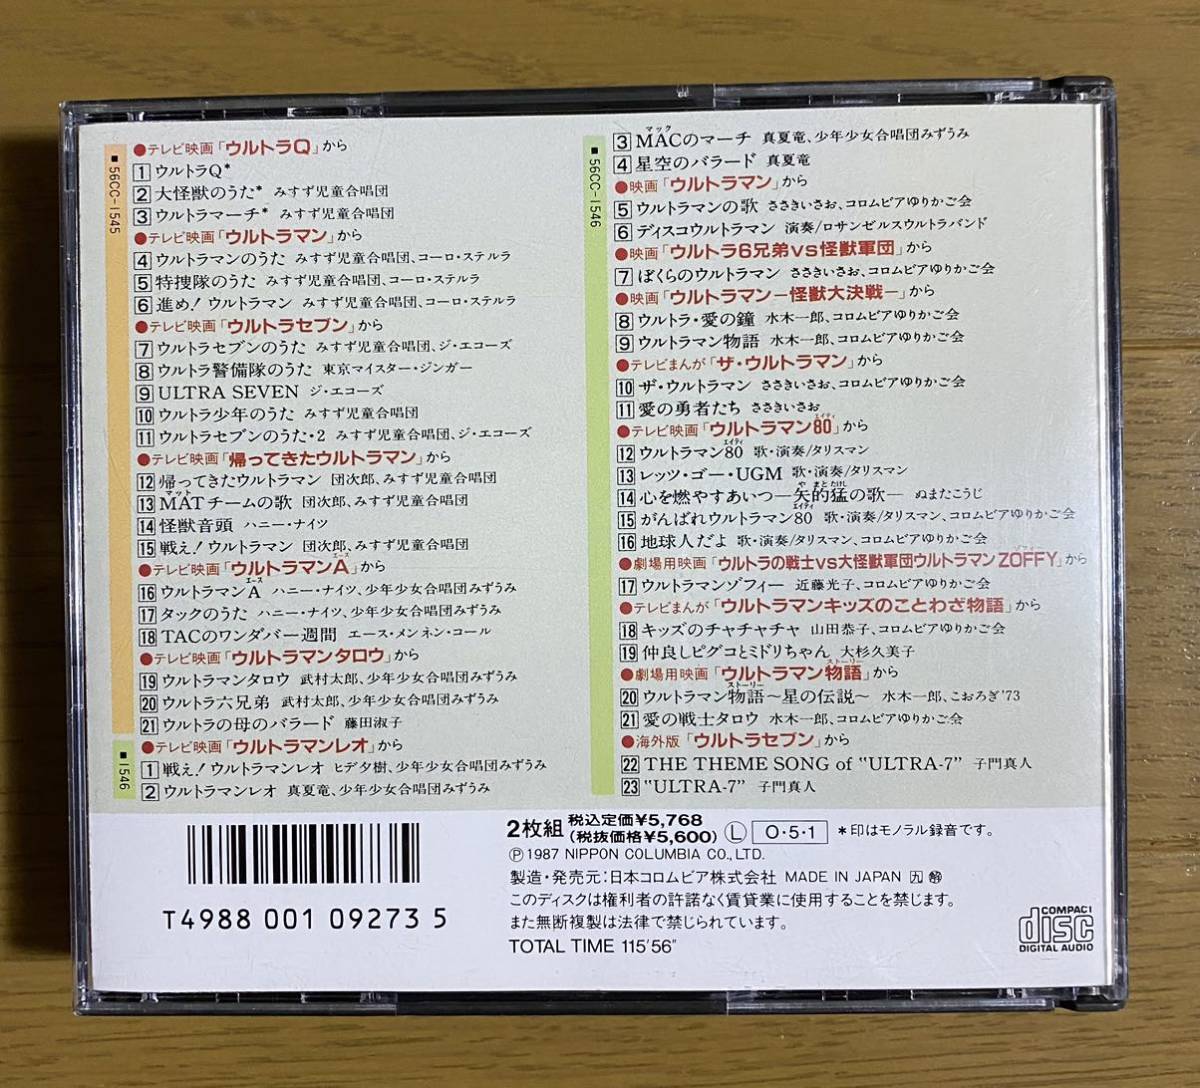 ■56CC-1545
●テレビ映画「ウルトラQ」から
1 ウルトラQ*
2 大怪獣のうた* みすず児童合唱団
3 ウルトラマーチ* みすず児童合唱団
●テレビ映画「ウルトラマン」から
4 ウルトラマンのうた みすず児童合唱団、コーロ・ステルラ
5 特捜隊のうた みすず児童合唱団、コーロ・ステルラ
6 進め!ウルトラマン みすず児童合唱団、コーロ・ステルラ
●テレビ映画「ウルトラセブン」から
7 ウルトラセブンのうた みすず児童合唱団、ジ・エコーズ
8 ウルトラ警備隊のうた 東京マイスター・ジンガー
9 ULTRA SEVEN ジ・エコーズ
10 ウルトラ少年のうた みすず児童合唱団
11 ウルトラセブンのうた・2 みすず児童合唱団、ジ・エコーズ
●テレビ映画「帰ってきたウルトラマン」から
12 帰ってきたウルトラマン 団次郎、みすず児童合唱団
マット
13 MATチームの歌 団次郎、みすず児童合唱団
14 怪獣音頭 ハニー・ナイツ
15 戦え!ウルトラマン 団次郎、みすず児童合唱団
エース
●テレビ映画「ウルトラマンA」から
エース
16 ウルトラマンA ハニー・ナイツ、少年少女合唱団みずうみ
17 タックのうた ハニー・ナイツ、少年少女合唱団みずうみ
18 TACのワンダバー週間 エース・メンネン・コール
●テレビ映画「ウルトラマンタロウ」から
19 ウルトラマンタロウ 武村太郎、少年少女合唱団みずうみ
20 ウルトラ六兄弟 武村太郎、少年少女合唱団みずうみ
21 ウルトラの母のバラード 藤田淑子
■1546
●テレビ映画「ウルトラマンレオ」から
1 戦え!ウルトラマンレオ ヒデ夕樹、少年少女合唱団みずうみ
2 ウルトラマンレオ 真夏竜、少年少女合唱団みずうみ
■56CC-1546
マック
3 MACのマーチ 真夏竜、少年少女合唱団みずうみ
4 星空のバラード 真夏竜
●映画「ウルトラマン」から
5 ウルトラマンの歌 ささきいさお、コロムビアゆりかご会
6 ディスコウルトラマン 演奏/ロサンゼルスウルトラバンド
●映画「ウルトラ6兄弟vs怪獣軍団」から
7 ぼくらのウルトラマン ささきいさお、コロムビアゆりかご会
●映画「ウルトラマン−怪獣大決戦−」から
8 ウルトラ・愛の鐘 水木一郎、コロムビアゆりかご会
9 ウルトラマン物語 水木一郎、コロムビアゆりかご会
●テレビまんが「ザ・ウルトラマン」から
10 ザ・ウルトラマン ささきいさお、コロムビアゆりかご会
11 愛の勇者たち ささきいさお
エイティ
●テレビ映画「ウルトラマン80」から
エイティ
12 ウルトラマン80 歌・演奏/タリスマン
13 レッツ・ゴー・UGM 歌・演奏/タリスマン
や まとたけし
14 心を燃やすあいつ—矢的猛の歌— ぬまたこうじ
エイティ
15 がんばれウルトラマン80 歌・演奏/タリスマン、コロムビアゆりかご会
16 地球人だよ 歌・演奏/タリスマン、コロムビアゆりかご会
ゾフィー
●劇場用映画「ウルトラの戦士vs大怪獣軍団ウルトラマンZOFFY」から
17 ウルトラマンゾフィー 近藤光子、コロムビアゆりかご会
●テレビまんが「ウルトラマンキッズのことわざ物語」から
18 キッズのチャチャチャ 山田恭子、コロムビアゆりかご会
19 仲良しピグコとミドリちゃん 大杉久美子
ストーリー
●劇場用映画「ウルトラマン物語」から
ストーリー
20 ウルトラマン物語〜星の伝説〜 水木一郎、こおろぎ'73
21 愛の戦士タロウ 水木一郎、コロムビアゆりかご会
●海外版「ウルトラセブン」から
22 THE THEME SONG of "ULTRA-7" 子門真人
23 "ULTRA-7" 子門真人
T4988 001 09273 5
2枚組 税込定価¥5,768
(税抜価格¥5,600) Ⓛ O・5・1 *印はモノラル録音です。
Ⓟ 1987 NIPPON COLUMBIA CO., LTD.
製造・発売元:日本コロムビア株式会社 MADE IN JAPAN 九
このディスクは権利者の許諾なく賃貸業に使用することを禁じます。
また無断複製は法律で禁じられています。
TOTAL TIME 115'56"
COMPACT
disc
DIGITAL AUDIO